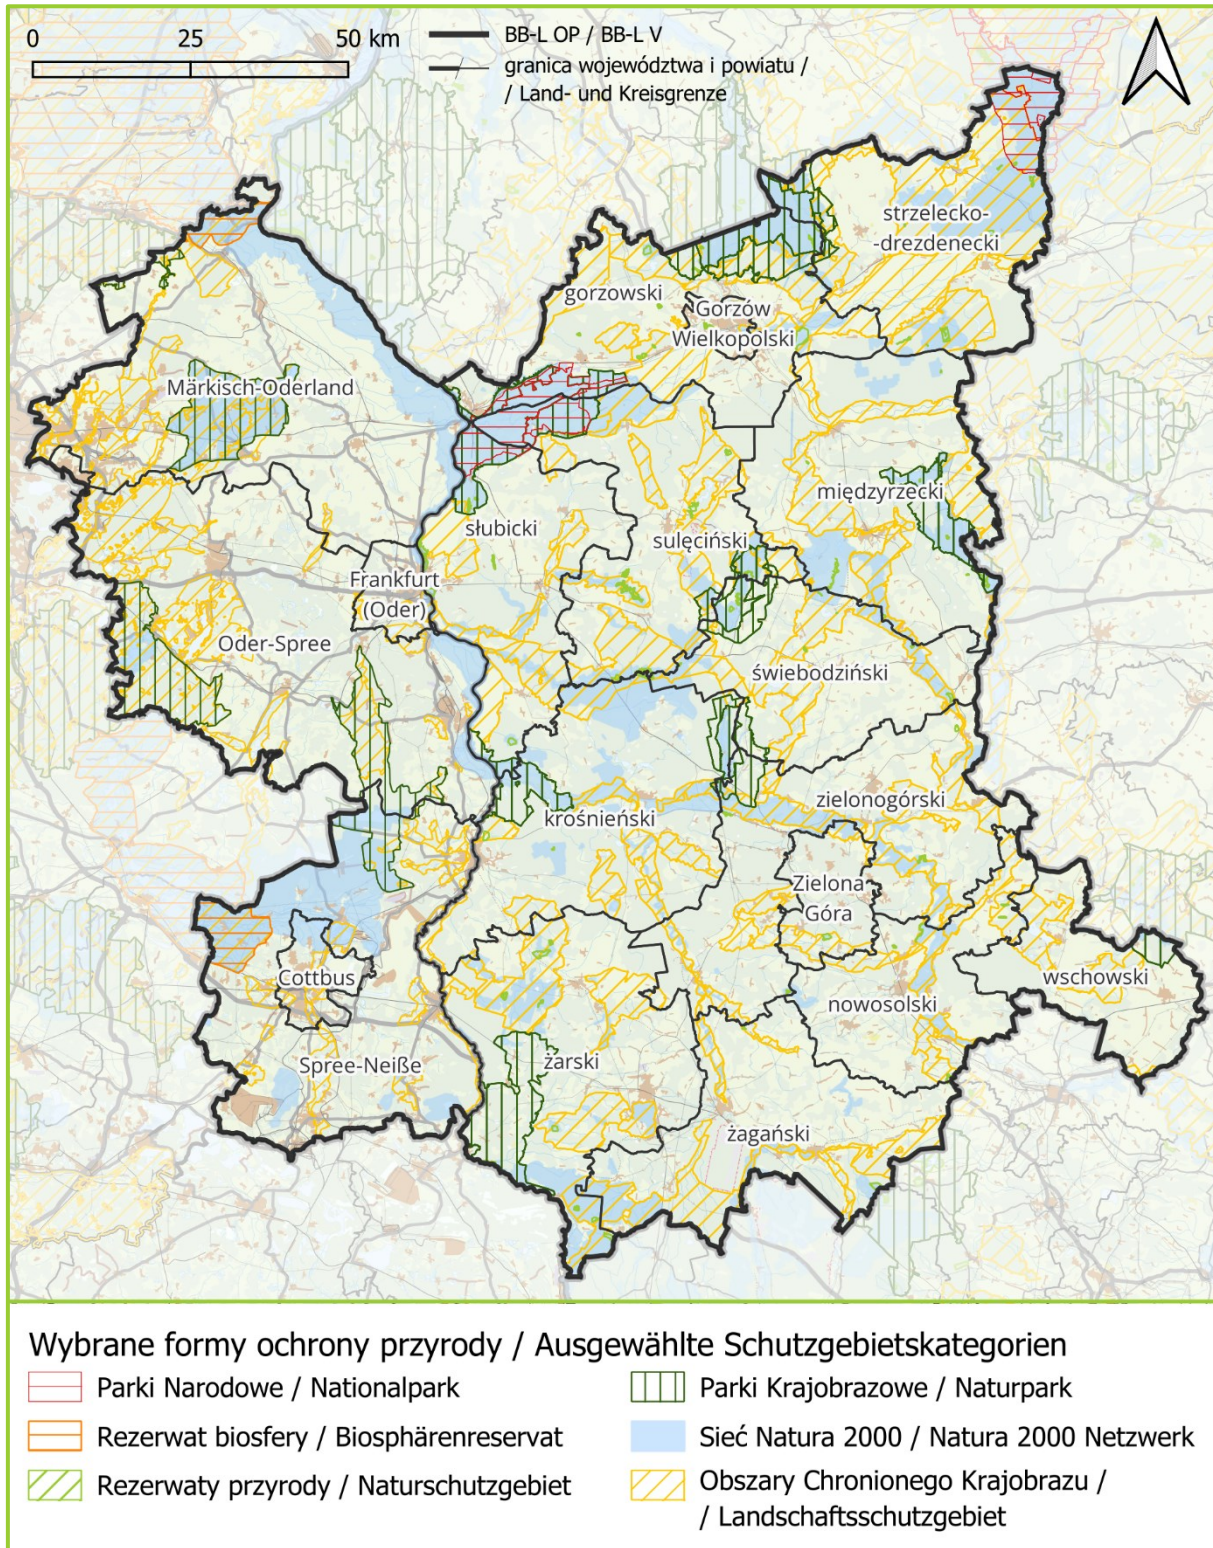 0 25 50 km
BB-L OP / BB-L V
granica województwa i powiatu /
/ Land- und Kreisgrenze
strzelecko-
-drezdenecki
gorzowski
Gorzów
Wielkopolski
Märkisch-Oderland
międzyrzecki
słubicki
sulęciński
Frankfurt
(Oder)
Oder-Spree
świebodziński
krośnieński
zielonogórski
Zielona
Góra
Cottbus
wschowski
nowosolski
Spree-Neiße
żarski
żagański
Wybrane formy ochrony przyrody / Ausgewählte Schutzgebietskategorien
Parki Narodowe / Nationalpark
Rezerwat biosfery / Biosphärenreservat
Rezerwaty przyrody / Naturschutzgebiet
Parki Krajobrazowe / Naturpark
Sieć Natura 2000 / Natura 2000 Netzwerk
Obszary Chronionego Krajobrazu /
/ Landschaftsschutzgebiet